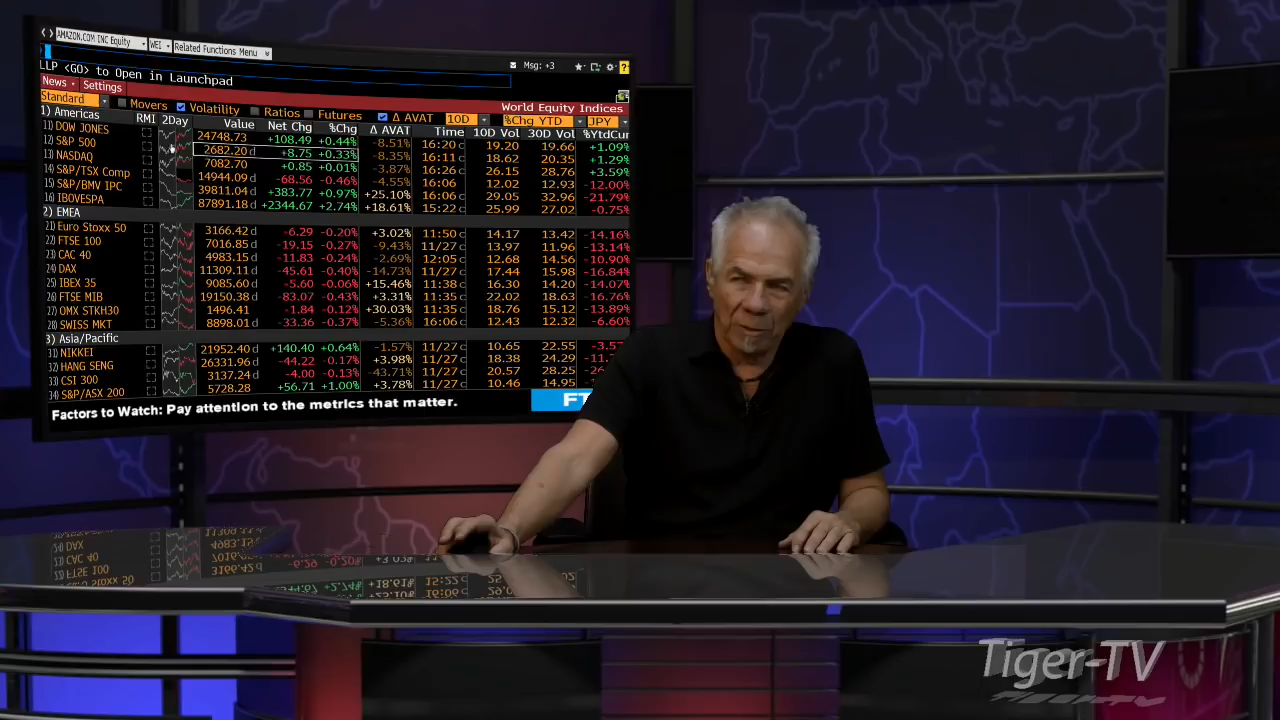 AMAZON.COM INC Equity WEI Related Functions Menu
Msg: +3
LLP <GO> to Open in Launchpad
News Settings World Equity Indices
Standard Movers Volatility Ratios Futures Δ AVAT 10D %Chg YTD JPY
1) Americas RMI 2Day Value Net Chg %Chg Δ AVAT Time 10D Vol 30D Vol %YtdCur
11) DOW JONES 24748.73 +108.49 +0.44% -8.51% 16:20 c 19.20 19.66 +1.09%
12) S&P 500 2682.20 d +8.75 +0.33% -8.35% 16:11 c 18.62 20.35 +1.29%
13) NASDAQ 7082.70 +0.85 +0.01% -3.87% 16:26 c 26.15 28.76 +3.59%
14) S&P/TSX Comp 14944.09 d -68.56 -0.46% -4.55% 16:06 12.02 12.93 -12.00%
15) S&P/BMV IPC 39811.04 d +383.77 +0.97% +25.10% 16:06 c 29.05 32.96 -21.79%
16) IBOVESPA 87891.18 d +2344.67 +2.74% +18.61% 15:22 c 25.99 27.02 -0.75%
2) EMEA
21) Euro Stoxx 50 3166.42 d -6.29 -0.20% +3.02% 11:50 c 14.17 13.42 -14.16%
22) FTSE 100 7016.85 d -19.15 -0.27% -9.43% 11/27 c 13.97 11.96 -13.14%
23) CAC 40 4983.15 d -11.83 -0.24% -2.69% 12:05 c 12.68 14.56 -10.90%
24) DAX 11309.11 d -45.61 -0.40% -14.73% 11/27 c 17.44 15.98 -16.84%
25) IBEX 35 9085.60 d -5.60 -0.06% +15.46% 11:38 c 16.30 14.20 -14.07%
26) FTSE MIB 19150.38 d -83.07 -0.43% +3.31% 11:35 c 22.02 18.63 -16.76%
27) OMX STKH30 1496.41 -1.84 -0.12% +30.03% 11:35 c 18.76 15.12 -13.89%
28) SWISS MKT 8898.01 d -33.36 -0.37% -5.36% 16:06 c 12.43 12.32 -6.60%
3) Asia/Pacific
31) NIKKEI 21952.40 d +140.40 +0.64% -1.57% 11/27 c 10.65 22.55 -3.57
32) HANG SENG 26331.96 d -44.22 -0.17% +3.98% 11/27 c 18.38 24.29
33) CSI 300 3137.24 d -4.00 -0.13% -43.71% 11/27 c 20.57 28.25
34) S&P/ASX 200 5728.28 +56.71 +1.00% +3.78% 11/27 c 10.46 14.95
Factors to Watch: Pay attention to the metrics that matter.
FT
Tiger-TV